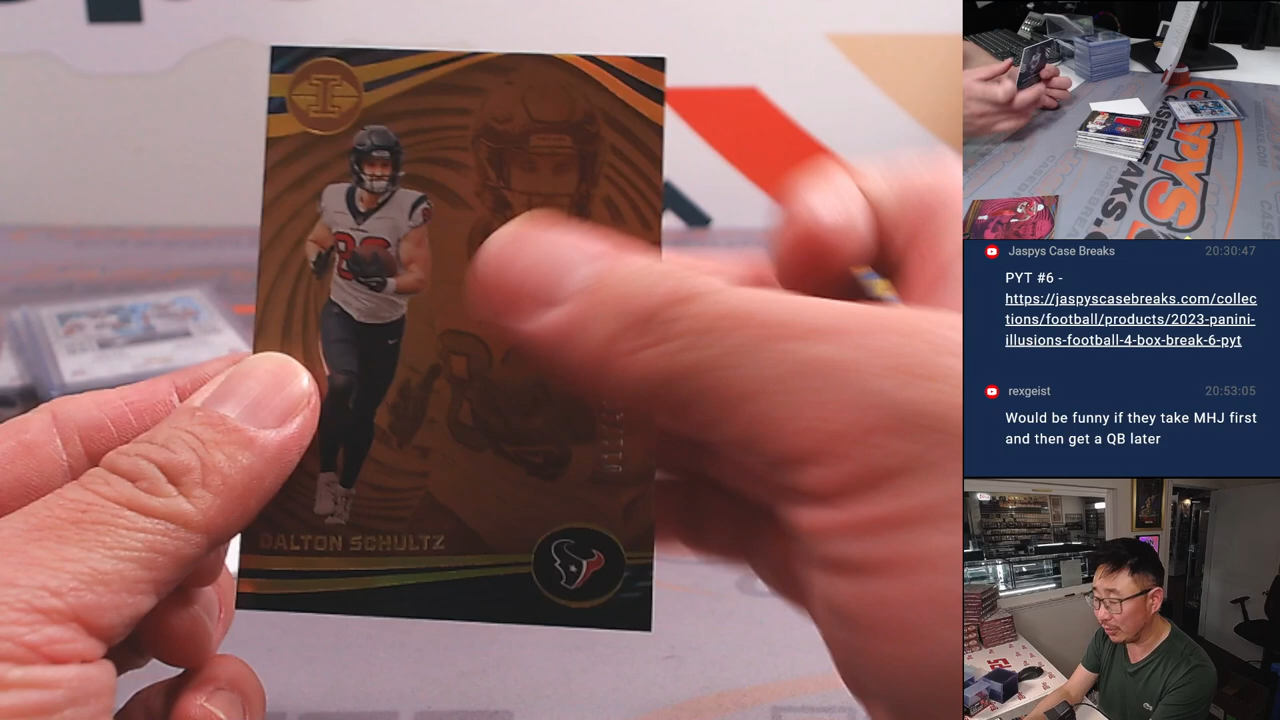 DALTON SCHULTZ
Jaspys Case Breaks 20:30:47
PYT #6 -
https://jaspyscasebreaks.com/collec
tions/football/products/2023-panini-
illusions-football-4-box-break-6-pyt
rexgeist 20:53:05
Would be funny if they take MHJ first
and then get a QB later